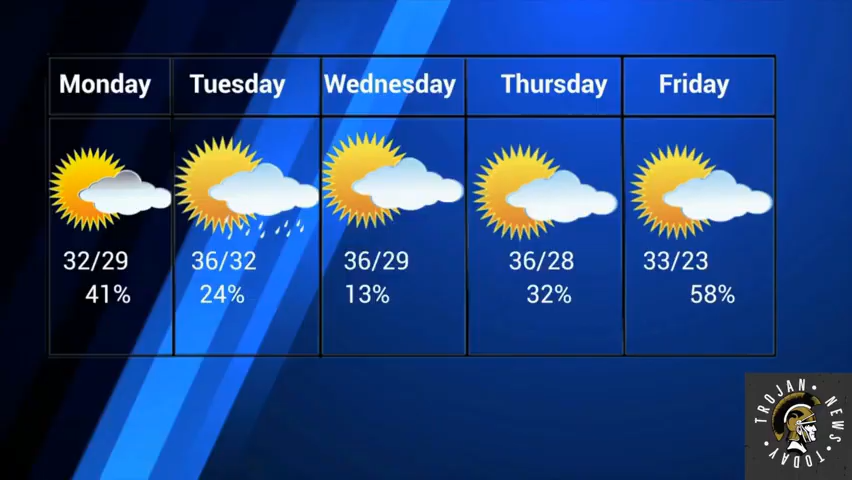 Monday Tuesday Wednesday Thursday Friday
32/29 36/32 36/29 36/28 33/23
41% 24% 13% 32% 58%
TROJAN • NEWS • TODAY •